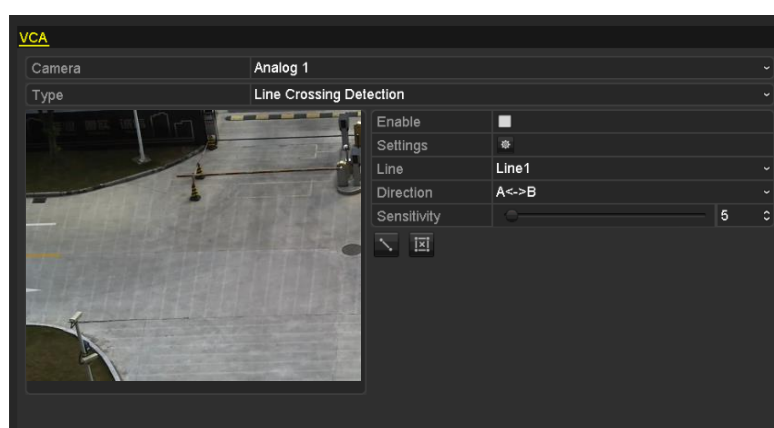 VCA
Camera Analog 1
Type Line Crossing Detection
Enable
Settings
Line Line1
Direction A<->B
Sensitivity 5